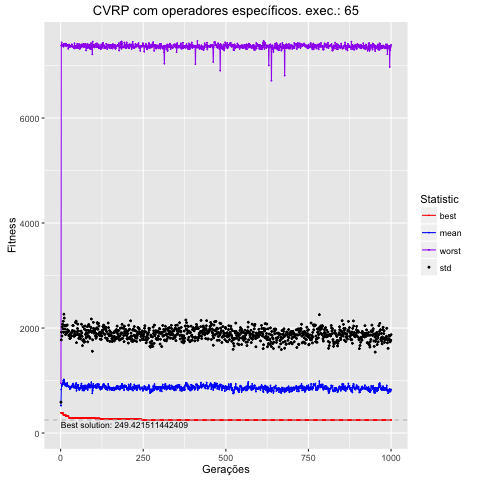 CVRP com operadores específicos. exec.: 65
Fitness
6000
4000
2000
0
Best solution: 249.421511442409
0
250
500
750
1000
Gerações
Statistic
best
mean
worst
std